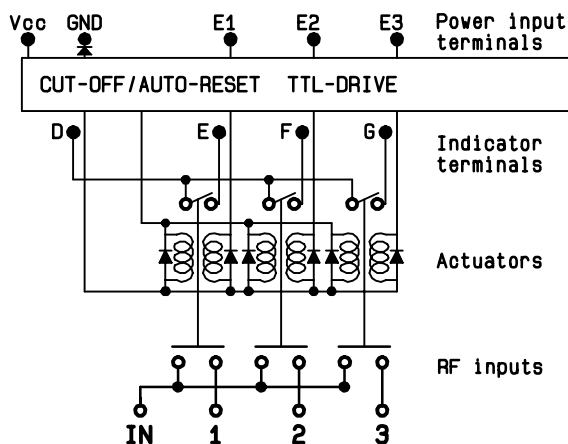 Vcc GND E1 E2 E3 Power input
terminals
CUT-OFF/AUTO-RESET TTL-DRIVE
D E F G Indicator
terminals
Actuators
RF inputs
IN 1 2 3